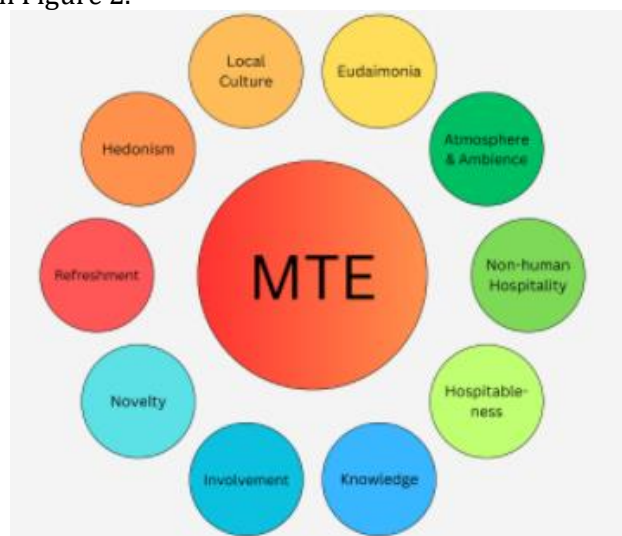 n Figure 2.
Local
Culture
Eudaimonia
Hedonism
Atmosphere
& Ambience
MTE
Refreshment
Non-human
Hospitality
Novelty
Hospitable-
ness
Involvement
Knowledge